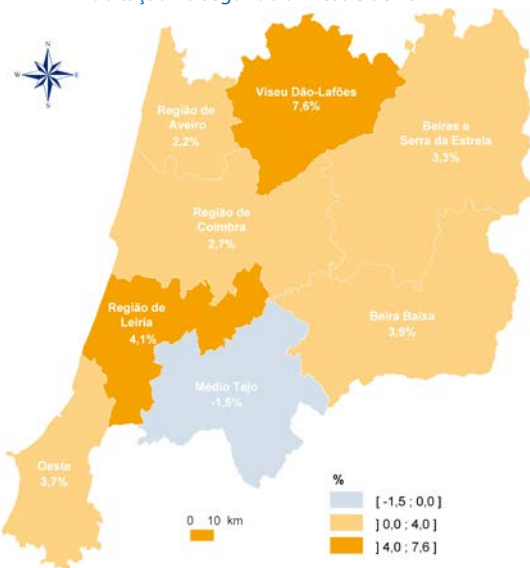 N
W E
S
Viseu Dão-Lafões
7,6%
Região de
Aveiro
2,2%
Beiras e
Serra da Estrela
3,3%
Região de
Coimbra
2,7%
Região de
Leiria
4,1%
Beira Baixa
3,9%
Médio Tejo
-1,5%
Oeste
3,7%
%
[ -1,5 ; 0,0 ]
] 0,0 ; 4,0 ]
] 4,0 ; 7,6 ]
0 10 km